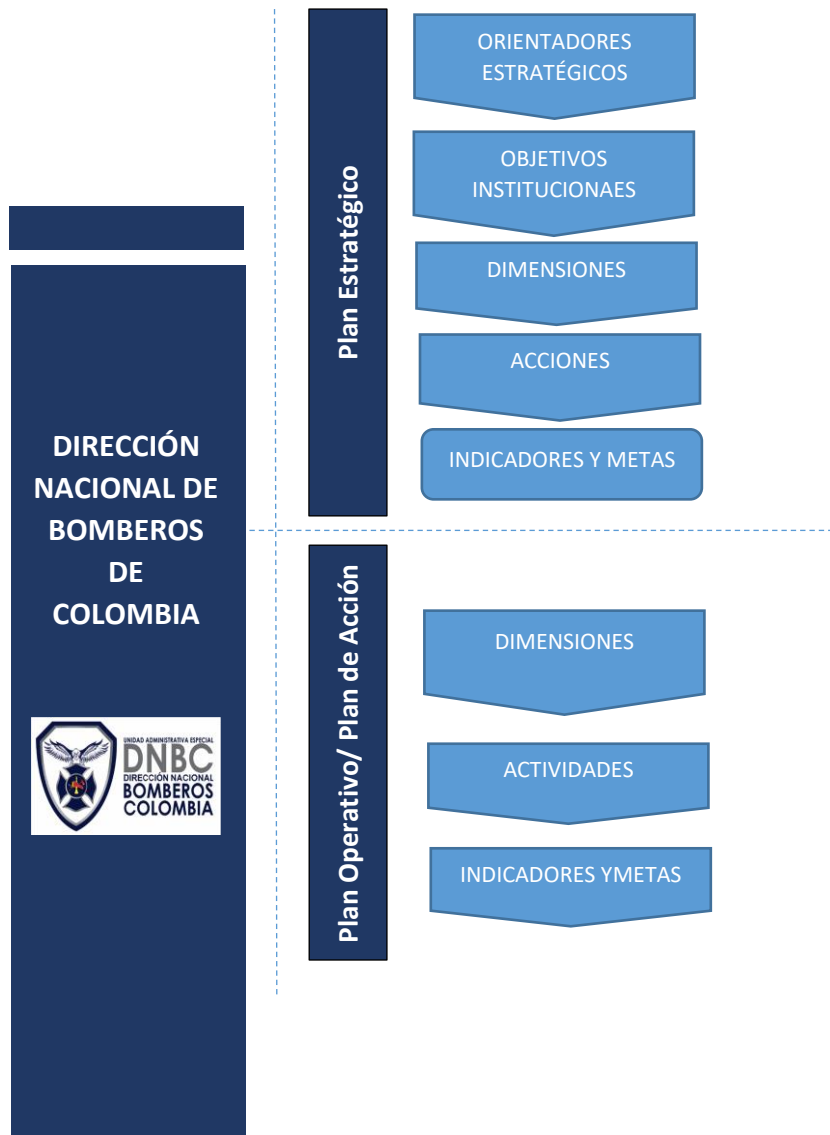 DIRECCIÓN
NACIONAL DE
BOMBEROS
DE
COLOMBIA
UNIDAD ADMINISTRATIVA ESPECIAL
DNBC
DIRECCIÓN NACIONAL
BOMBEROS
COLOMBIA
Plan Estratégico
ORIENTADORES
ESTRATÉGICOS
OBJETIVOS
INSTITUCIONAES
DIMENSIONES
ACCIONES
INDICADORES Y METAS
Plan Operativo/ Plan de Acción
DIMENSIONES
ACTIVIDADES
INDICADORES YMETAS